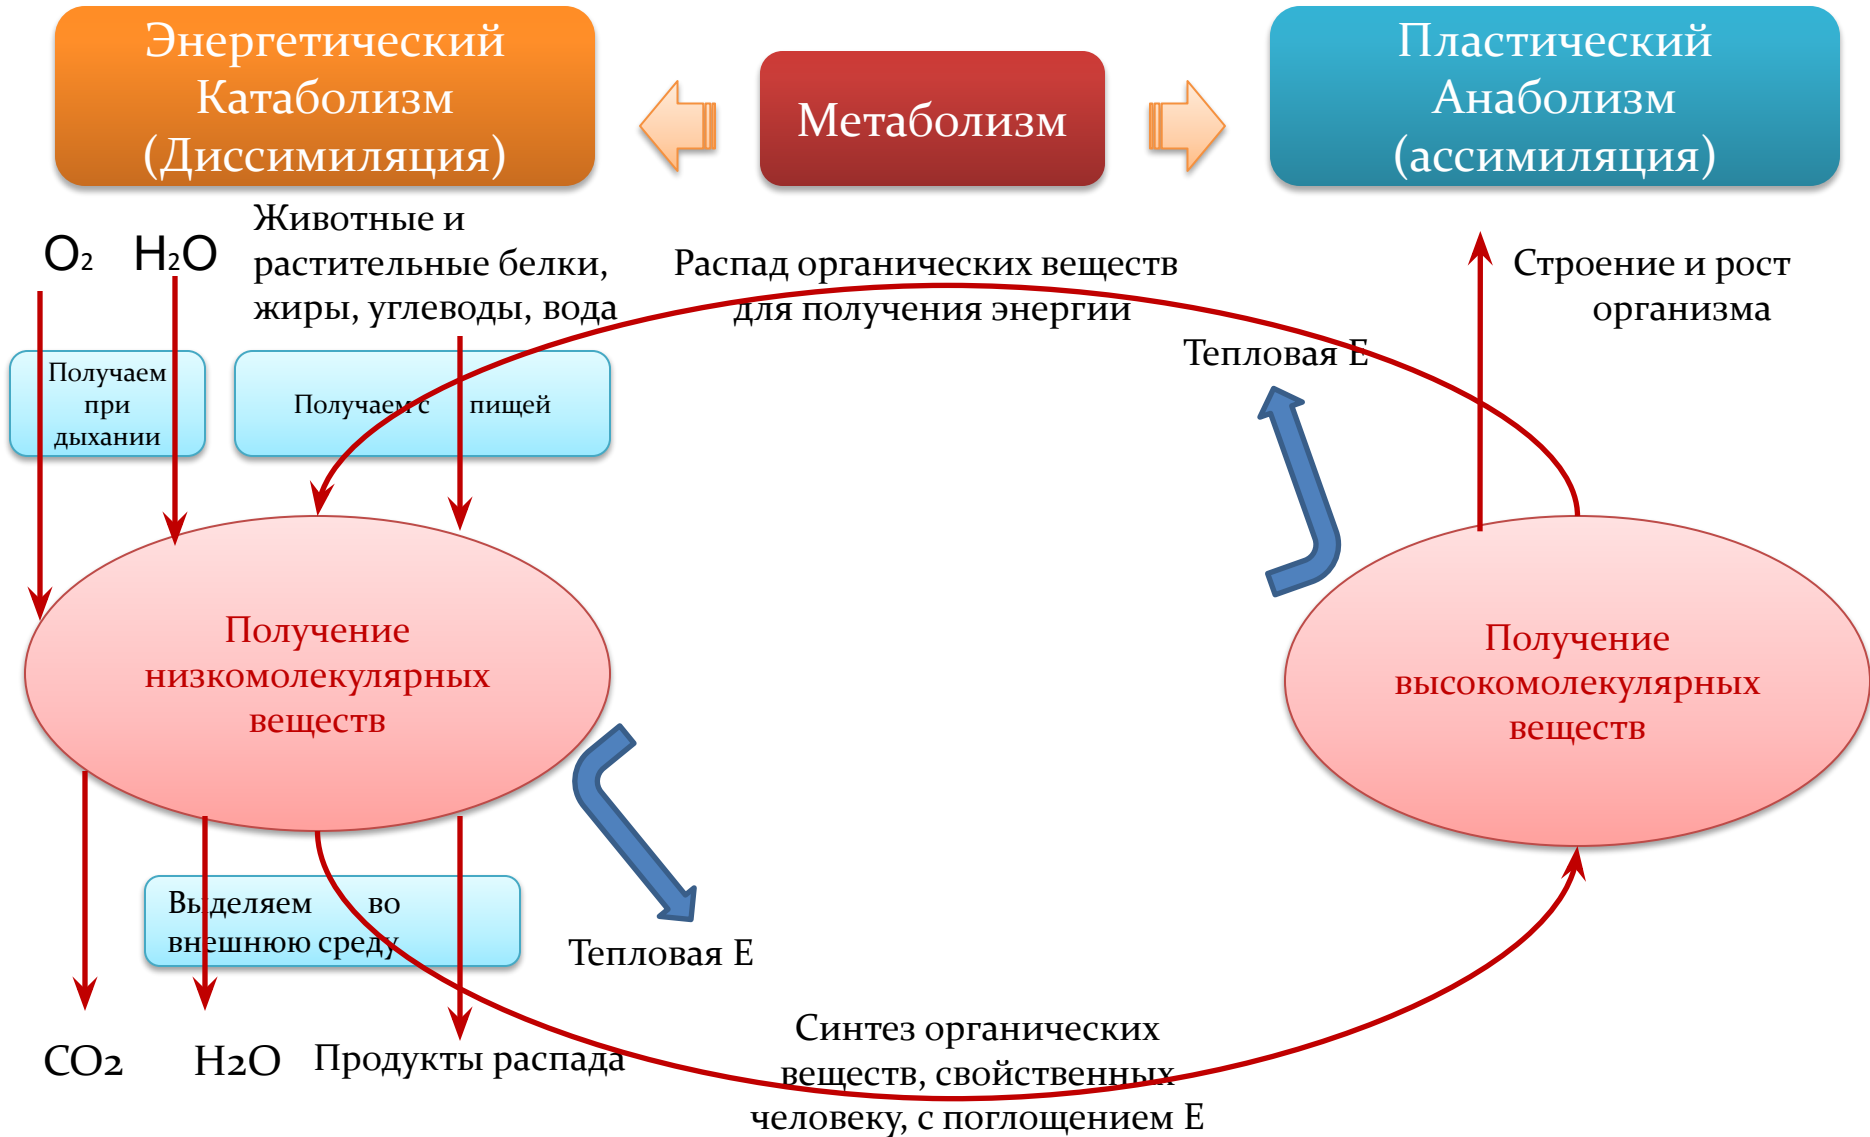 Энергетический
Катаболизм
(Диссимиляция)
Метаболизм
Пластический
Анаболизм
(ассимиляция)
O₂ H₂O
Животные и
растительные белки,
жиры, углеводы, вода
Распад органических веществ
для получения энергии
Строение и рост
организма
Тепловая Е
Получаем
при
дыхании
Получаем с пищей
Получение
низкомолекулярных
веществ
Получение
высокомолекулярных
веществ
Выделяем во
внешнюю среду
Тепловая Е
СО2 Н2О Продукты распада
Синтез органических
веществ, свойственных
человеку, с поглощением Е